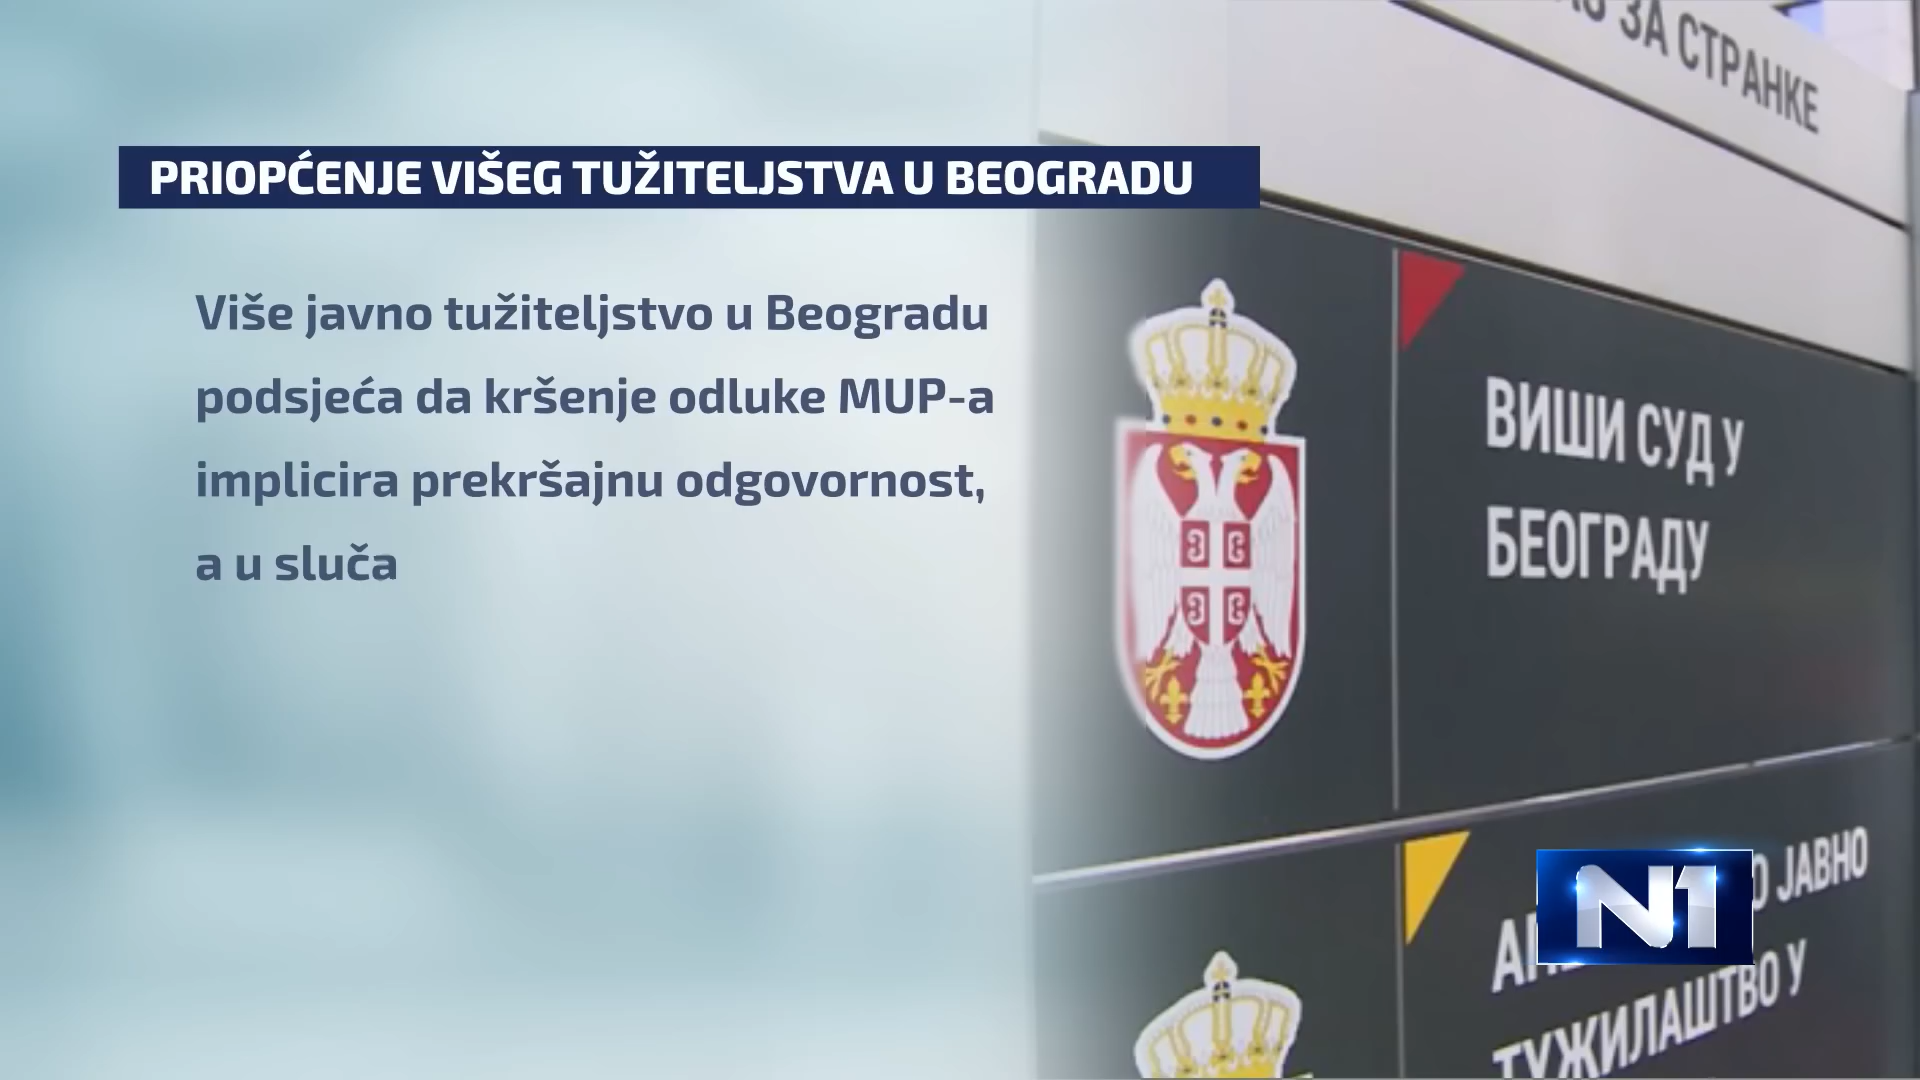 ЗА СТРАНКЕ
PRIOPĆENJE VIŠEG TUŽITELJSTVA U BEOGRADU
Više javno tužiteljstvo u Beogradu
podsjeća da kršenje odluke MUP-a
implicira prekršajnu odgovornost,
a u sluča
ВИШИ СУД У
БЕОГРАДУ
ЈАВНО
ТУЖИЛАШТВО У
N1